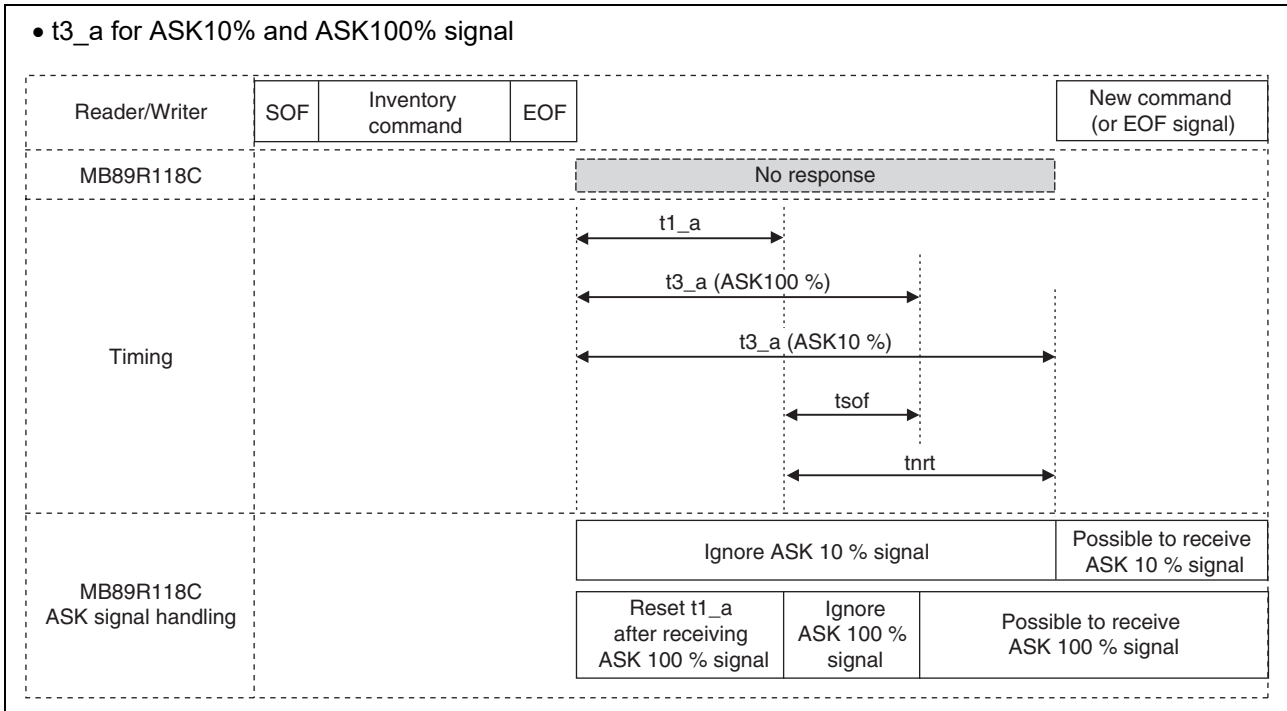 • t3_a for ASK10% and ASK100% signal
Reader/Writer
SOF
Inventory
command
EOF
New command
(or EOF signal)
MB89R118C
No response
Timing
t1_a
t3_a (ASK100 %)
t3_a (ASK10 %)
tsof
tnrt
MB89R118C
ASK signal handling
Ignore ASK 10 % signal
Possible to receive
ASK 10 % signal
Reset t1_a
after receiving
ASK 100 % signal
Ignore
ASK 100 %
signal
Possible to receive
ASK 100 % signal